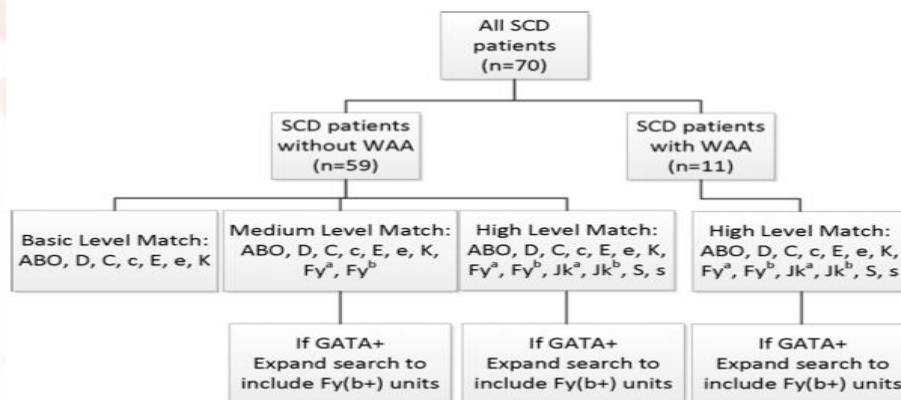 All SCD
patients
(n=70)
SCD patients
without WAA
(n=59)
SCD patients
with WAA
(n=11)
Basic Level Match:
ABO, D, C, c, E, e, K
Medium Level Match:
ABO, D, C, c, E, e, K,
Fyᵃ, Fyᵇ
High Level Match:
ABO, D, C, c, E, e, K,
Fyᵃ, Fyᵇ, Jkᵃ, Jkᵇ, S, s
High Level Match:
ABO, D, C, c, E, e, K,
Fyᵃ, Fyᵇ, Jkᵃ, Jkᵇ, S, s
If GATA+
Expand search to
include Fy(b+) units
If GATA+
Expand search to
include Fy(b+) units
If GATA+
Expand search to
include Fy(b+) units